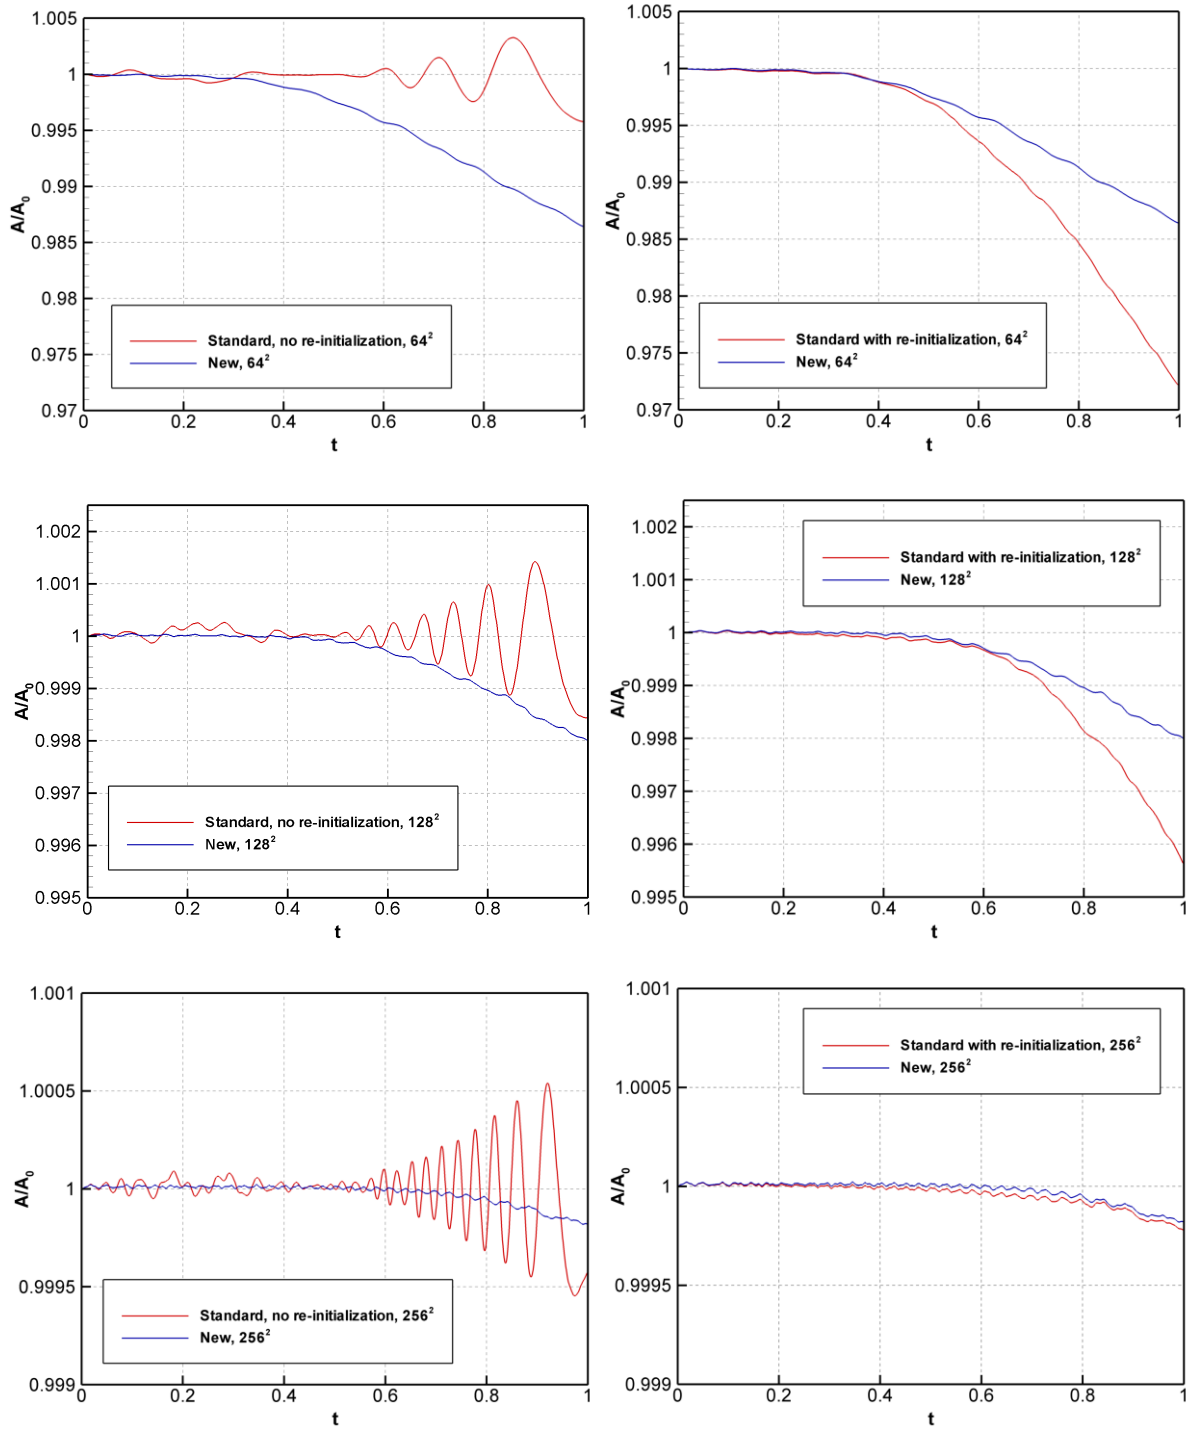 1.005
1
0.995
0.99
0.985
0.98
0.975
0.97
A/A₀
Standard, no re-initialization, 64²
New, 64²
0 0.2 0.4 0.6 0.8 1
t
1.005
1
0.995
0.99
0.985
0.98
0.975
0.97
A/A₀
Standard with re-initialization, 64²
New, 64²
0 0.2 0.4 0.6 0.8 1
t
1.002
1.001
1
0.999
0.998
0.997
0.996
0.995
A/A₀
Standard, no re-initialization, 128²
New, 128²
0 0.2 0.4 0.6 0.8 1
t
1.002
1.001
1
0.999
0.998
0.997
0.996
0.995
A/A₀
Standard with re-initialization, 128²
New, 128²
0 0.2 0.4 0.6 0.8 1
t
1.001
1.0005
1
0.9995
0.999
A/A₀
Standard, no re-initialization, 256²
New, 256²
0 0.2 0.4 0.6 0.8 1
t
1.001
1.0005
1
0.9995
0.999
A/A₀
Standard with re-initialization, 256²
New, 256²
0 0.2 0.4 0.6 0.8 1
t